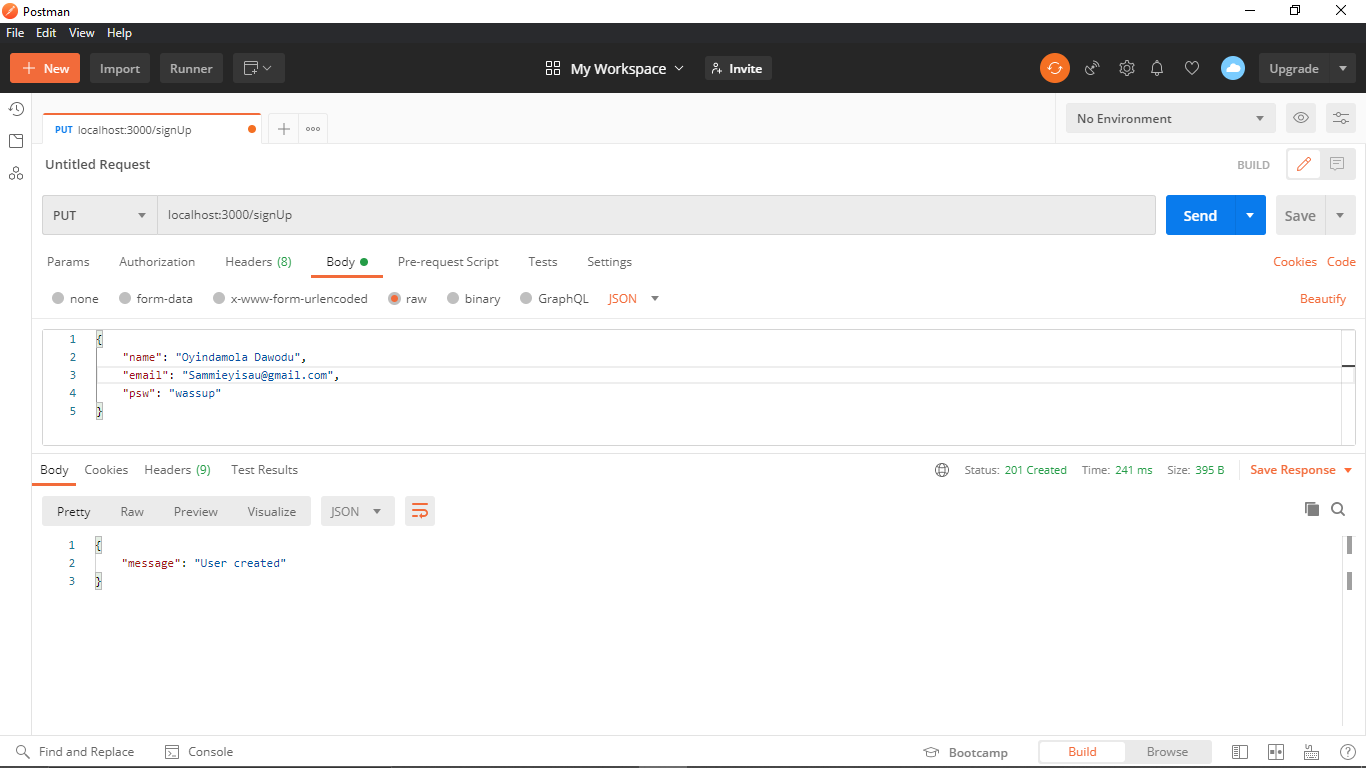 Postman
File Edit View Help
New Import Runner My Workspace Invite Upgrade
PUT localhost:3000/signUp No Environment
Untitled Request BUILD
PUT localhost:3000/signUp Send Save
Params Authorization Headers (8) Body Pre-request Script Tests Settings Cookies Code
none form-data x-www-form-urlencoded raw binary GraphQL JSON Beautify
1 {
2 "name": "Oyindamola Dawodu",
3 "email": "Sammieyisau@gmail.com",
4 "psw": "wassup"
5 }
Body Cookies Headers (9) Test Results Status: 201 Created Time: 241 ms Size: 395 B Save Response
Pretty Raw Preview Visualize JSON
1 {
2 "message": "User created"
3 }
Find and Replace Console Bootcamp Build Browse